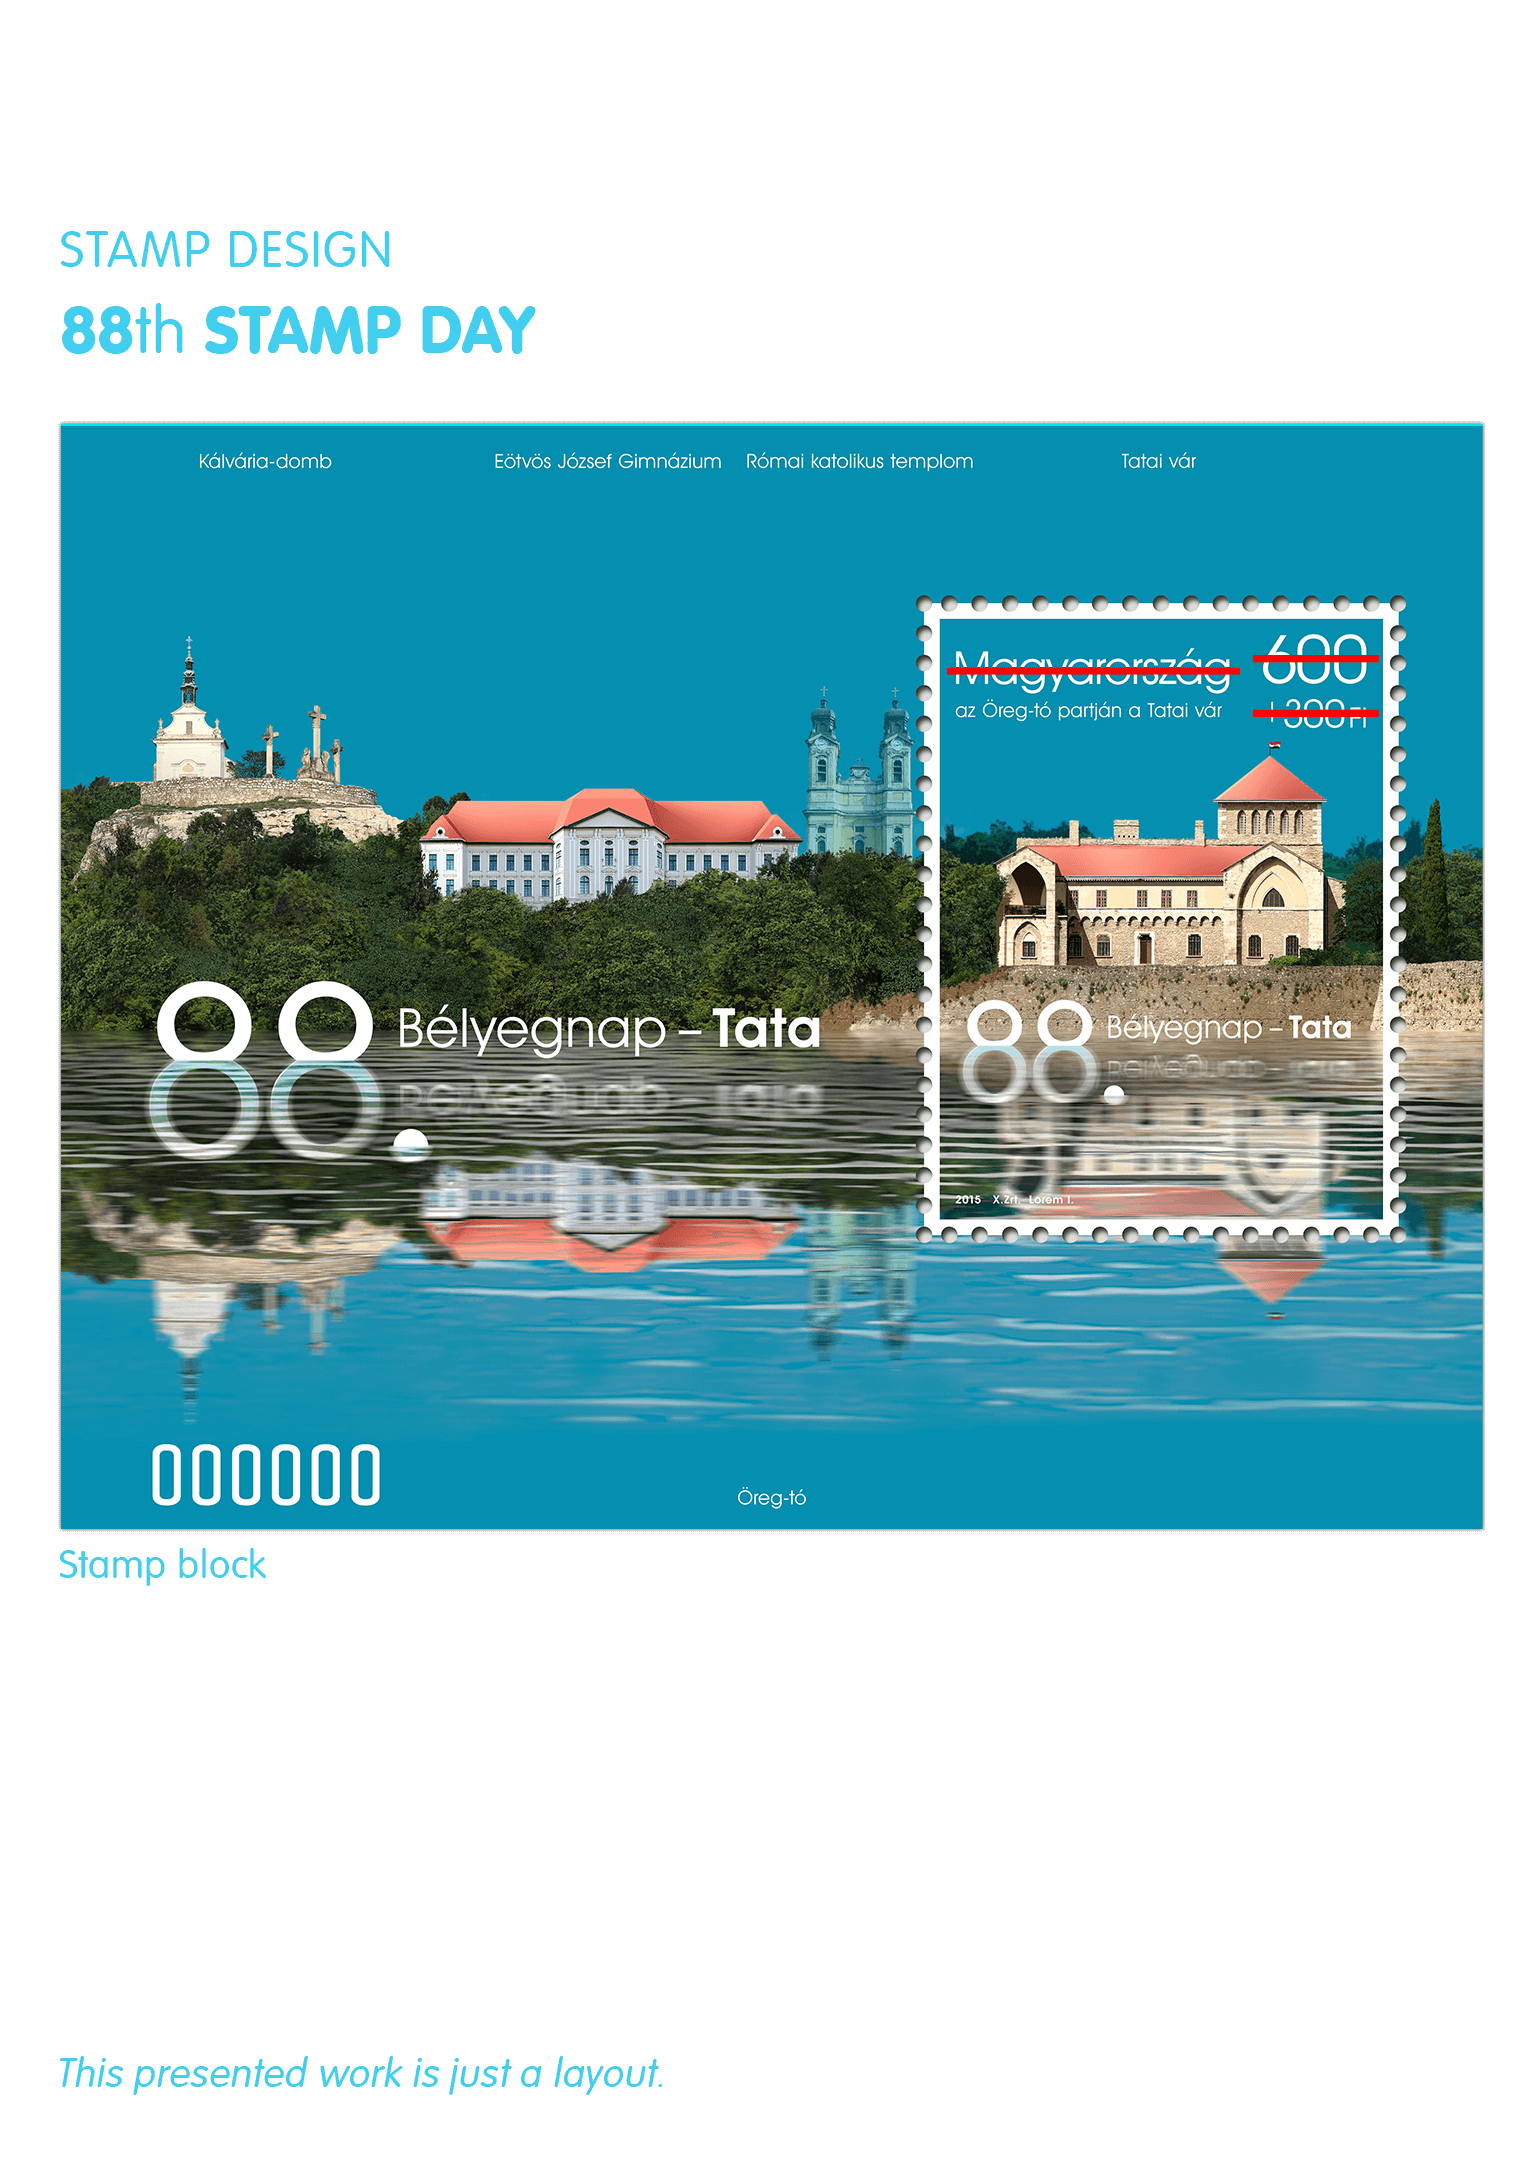 STAMP DESIGN
88th STAMP DAY
Kálvária-domb
Eötvös József Gimnázium
Római katolikus templom
Tatai vár
Magyarország
600
az Öreg-tó partján a Tatai vár
+300 Ft
88. Bélyegnap – Tata
88. Bélyegnap – Tata
2015 X.Zrt. Lorem I.
000000
Öreg-tó
Stamp block
This presented work is just a layout.